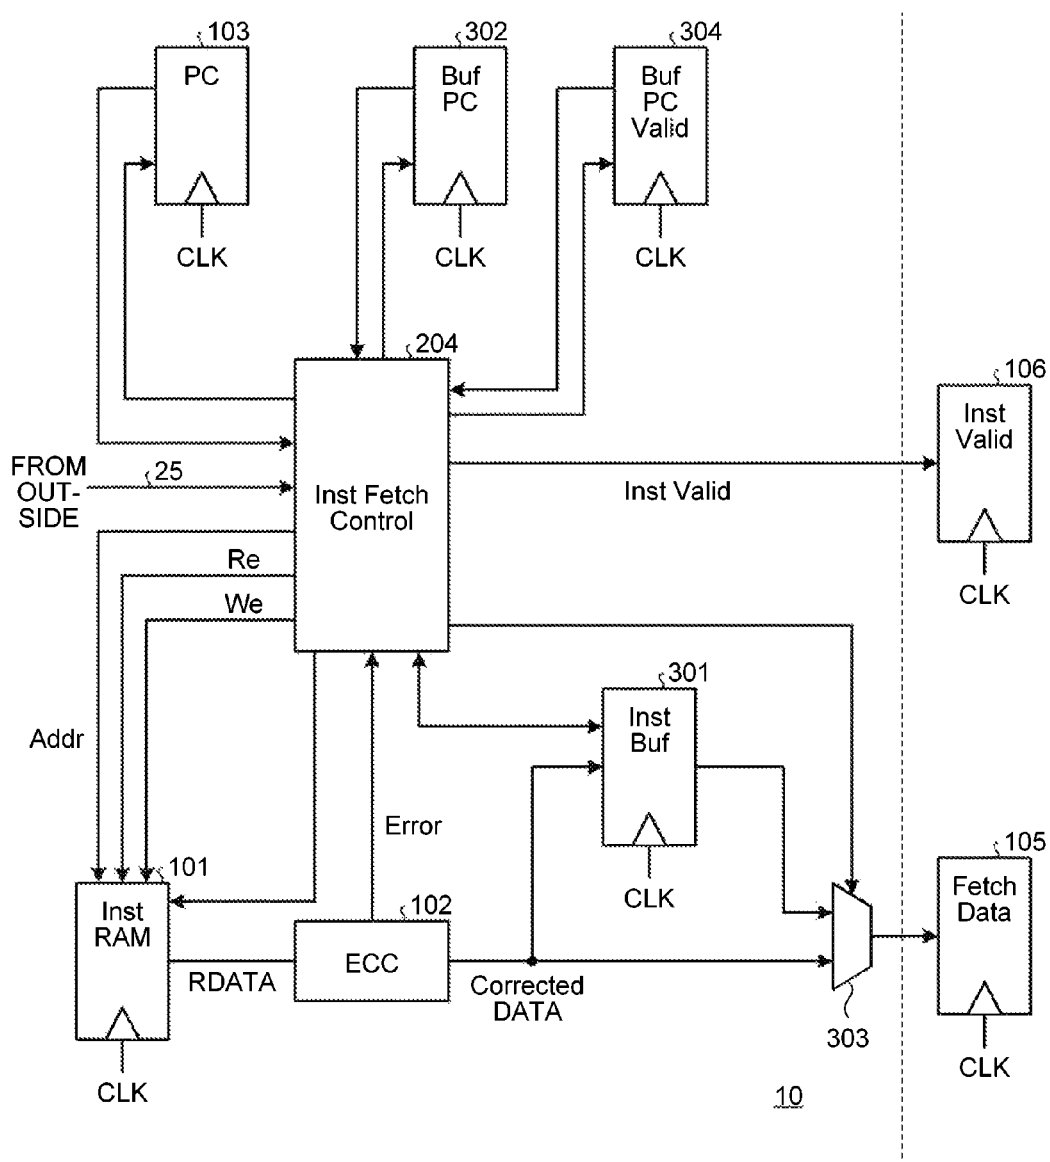 103
PC
CLK
302
Buf
PC
CLK
304
Buf
PC
Valid
CLK
204
Inst Fetch
Control
FROM
OUT-
SIDE
25
Re
We
Addr
Inst Valid
106
Inst
Valid
CLK
301
Inst
Buf
CLK
Error
101
Inst
RAM
CLK
RDATA
102
ECC
Corrected
DATA
303
105
Fetch
Data
CLK
10